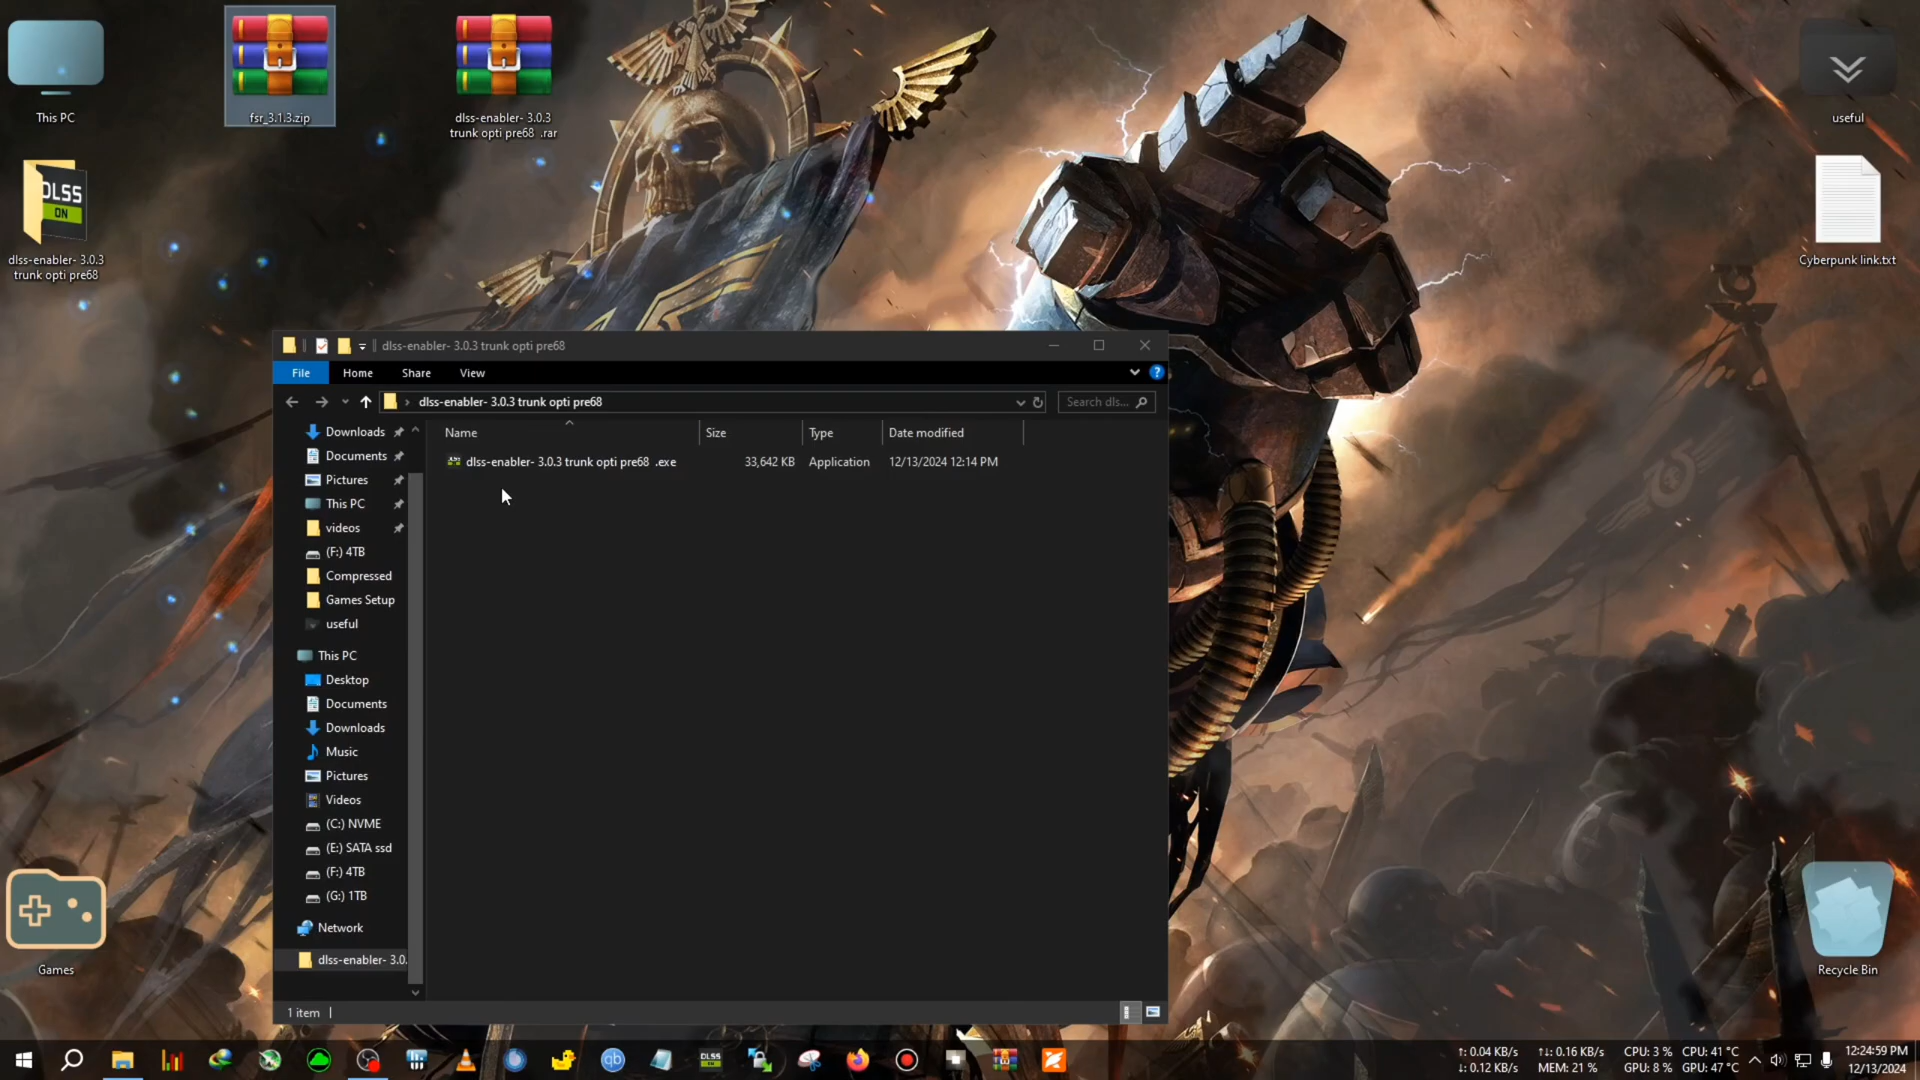 This PC
fsr_3.1.3.zip
dlss-enabler- 3.0.3
trunk opti pre68 .rar
useful
DLSS
ON
dlss-enabler- 3.0.3
trunk opti pre68
Cyberpunk link.txt
dlss-enabler- 3.0.3 trunk opti pre68
File
Home
Share
View
dlss-enabler- 3.0.3 trunk opti pre68
Search dls...
Name
Size
Type
Date modified
dlss-enabler- 3.0.3 trunk opti pre68 .exe
33,642 KB
Application
12/13/2024 12:14 PM
Downloads
Documents
Pictures
This PC
videos
(F:) 4TB
Compressed
Games Setup
useful
This PC
Desktop
Documents
Downloads
Music
Pictures
Videos
(C:) NVME
(E:) SATA ssd
(F:) 4TB
(G:) 1TB
Network
dlss-enabler- 3.0.
1 item
Games
Recycle Bin
qb
DLSS
ON
↑: 0.04 KB/s
↓: 0.12 KB/s
↑↓: 0.16 KB/s
MEM: 21 %
CPU: 3 %
GPU: 8 %
CPU: 41 °C
GPU: 47 °C
12:24:59 PM
12/13/2024